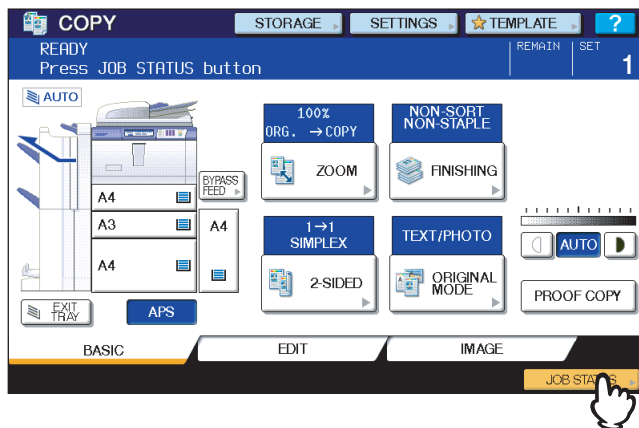 COPY
STORAGE
SETTINGS
TEMPLATE
?
READY
Press JOB STATUS button
REMAIN
SET
1
AUTO
BYPASS
FEED
A4
A3
A4
A4
EXIT
TRAY
APS
100%
ORG. →COPY
ZOOM
NON-SORT
NON-STAPLE
FINISHING
1→1
SIMPLEX
2-SIDED
TEXT/PHOTO
ORIGINAL
MODE
AUTO
PROOF COPY
BASIC
EDIT
IMAGE
JOB STATUS